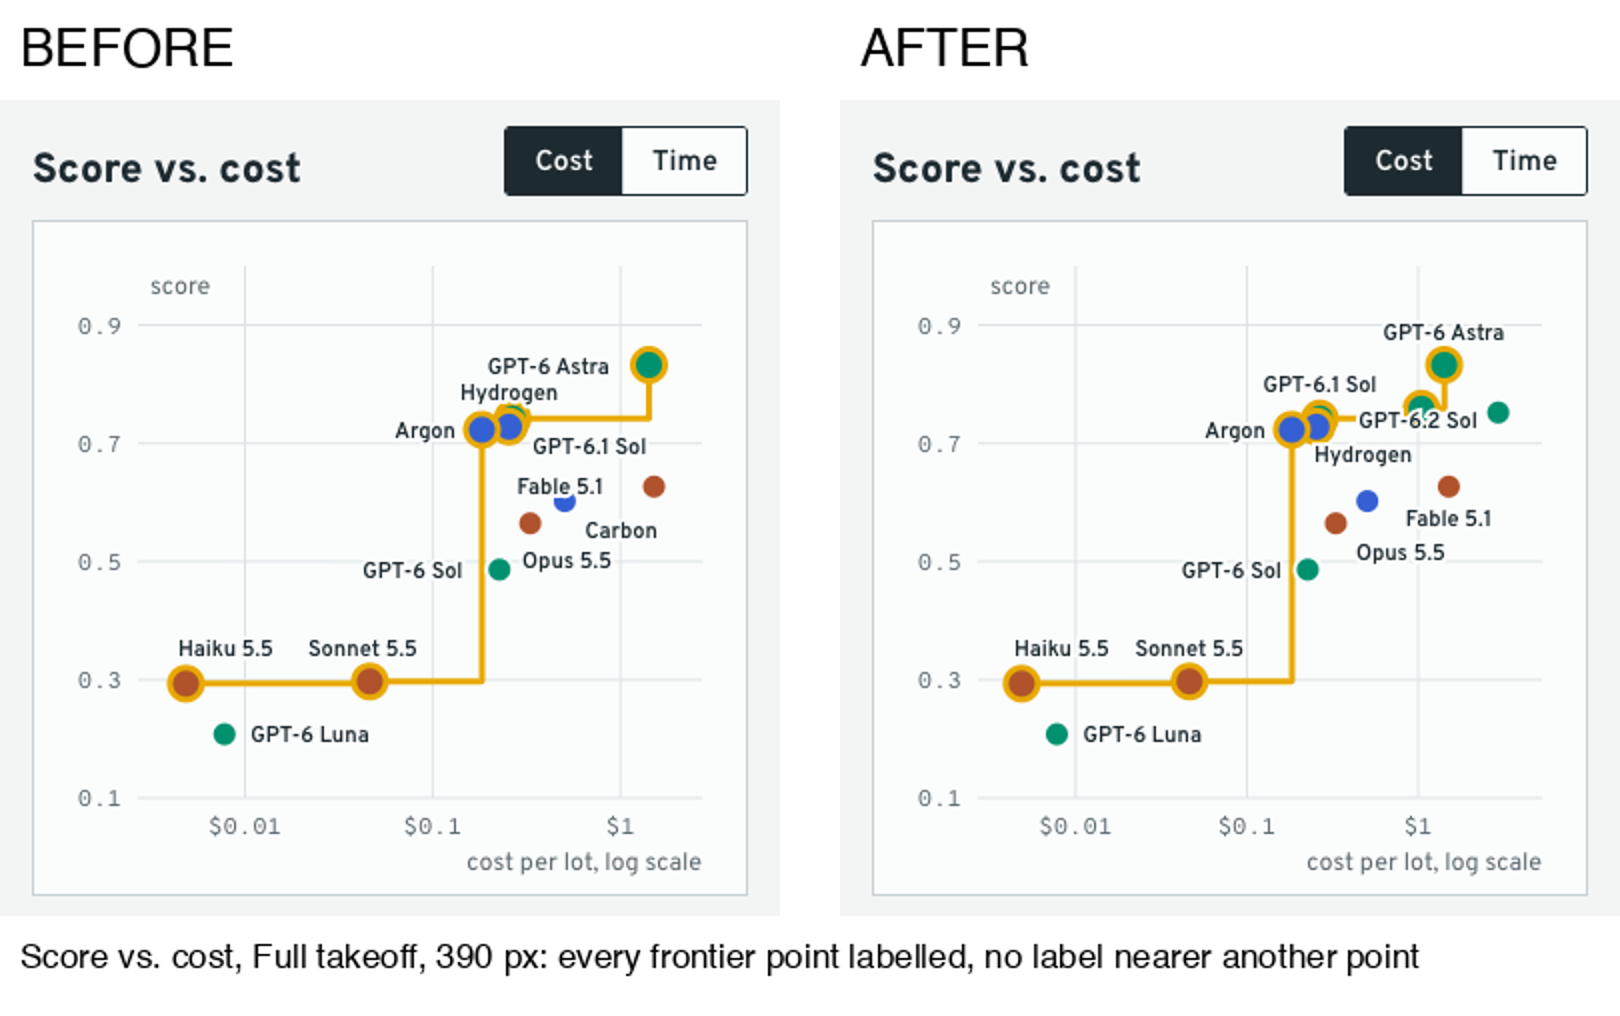 BEFORE
Score vs. cost
Cost
Time
score
0.9
GPT-6 Astra
Hydrogen
Argon
0.7
GPT-6.1 Sol
Fable 5.1
Carbon
0.5
Opus 5.5
GPT-6 Sol
Haiku 5.5
Sonnet 5.5
0.3
GPT-6 Luna
0.1
$0.01
$0.1
$1
cost per lot, log scale
AFTER
Score vs. cost
Cost
Time
score
0.9
GPT-6 Astra
GPT-6.1 Sol
GPT-6.2 Sol
Argon
0.7
Hydrogen
Fable 5.1
Opus 5.5
0.5
GPT-6 Sol
Haiku 5.5
Sonnet 5.5
0.3
GPT-6 Luna
0.1
$0.01
$0.1
$1
cost per lot, log scale
Score vs. cost, Full takeoff, 390 px: every frontier point labelled, no label nearer another point